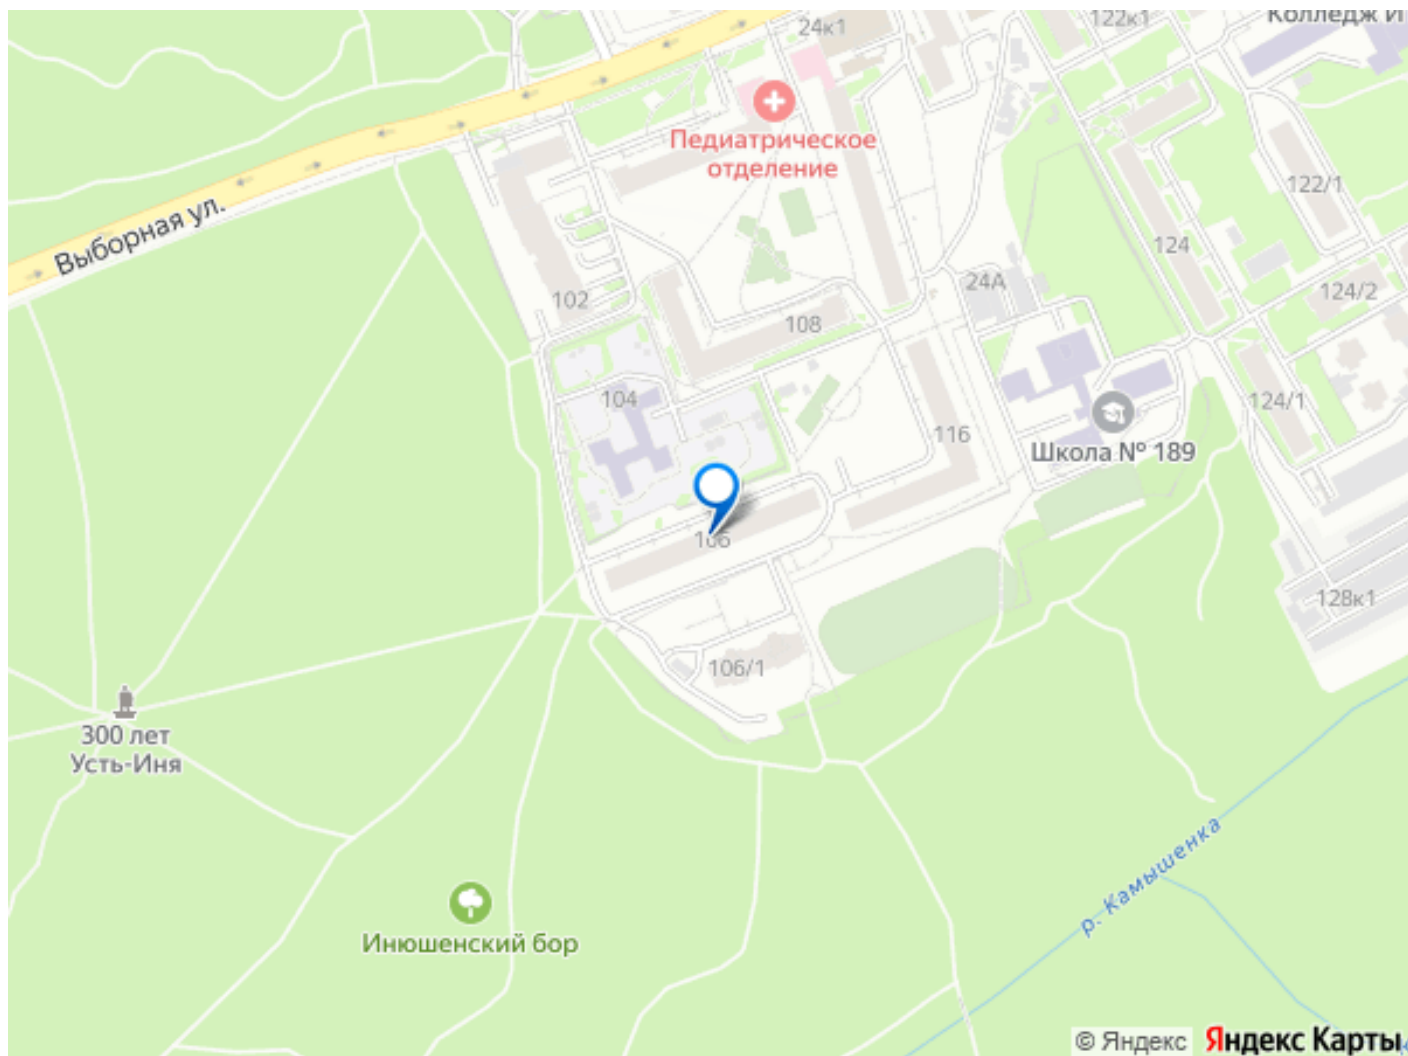 24к1
122к1
Колледж И
Педиатрическое
отделение
Выборная ул.
122/1
124
102
24А
124/2
108
104
124/1
116
Школа № 189
106
128к1
106/1
300 лет
Усть-Иня
р. Камышенка
Инюшенский бор
© Яндекс Яндекс Карты